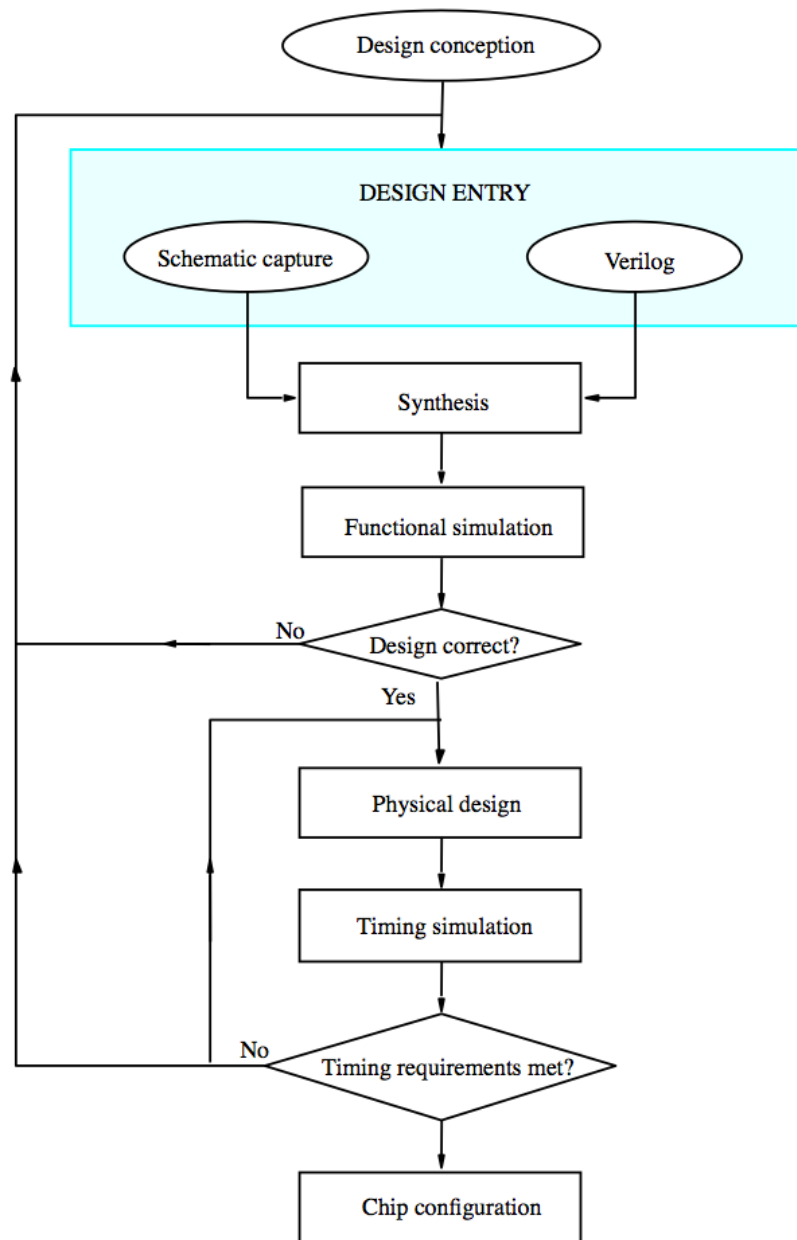 Design conception
DESIGN ENTRY
Schematic capture
Verilog
Synthesis
Functional simulation
No
Design correct?
Yes
Physical design
Timing simulation
No
Timing requirements met?
Chip configuration